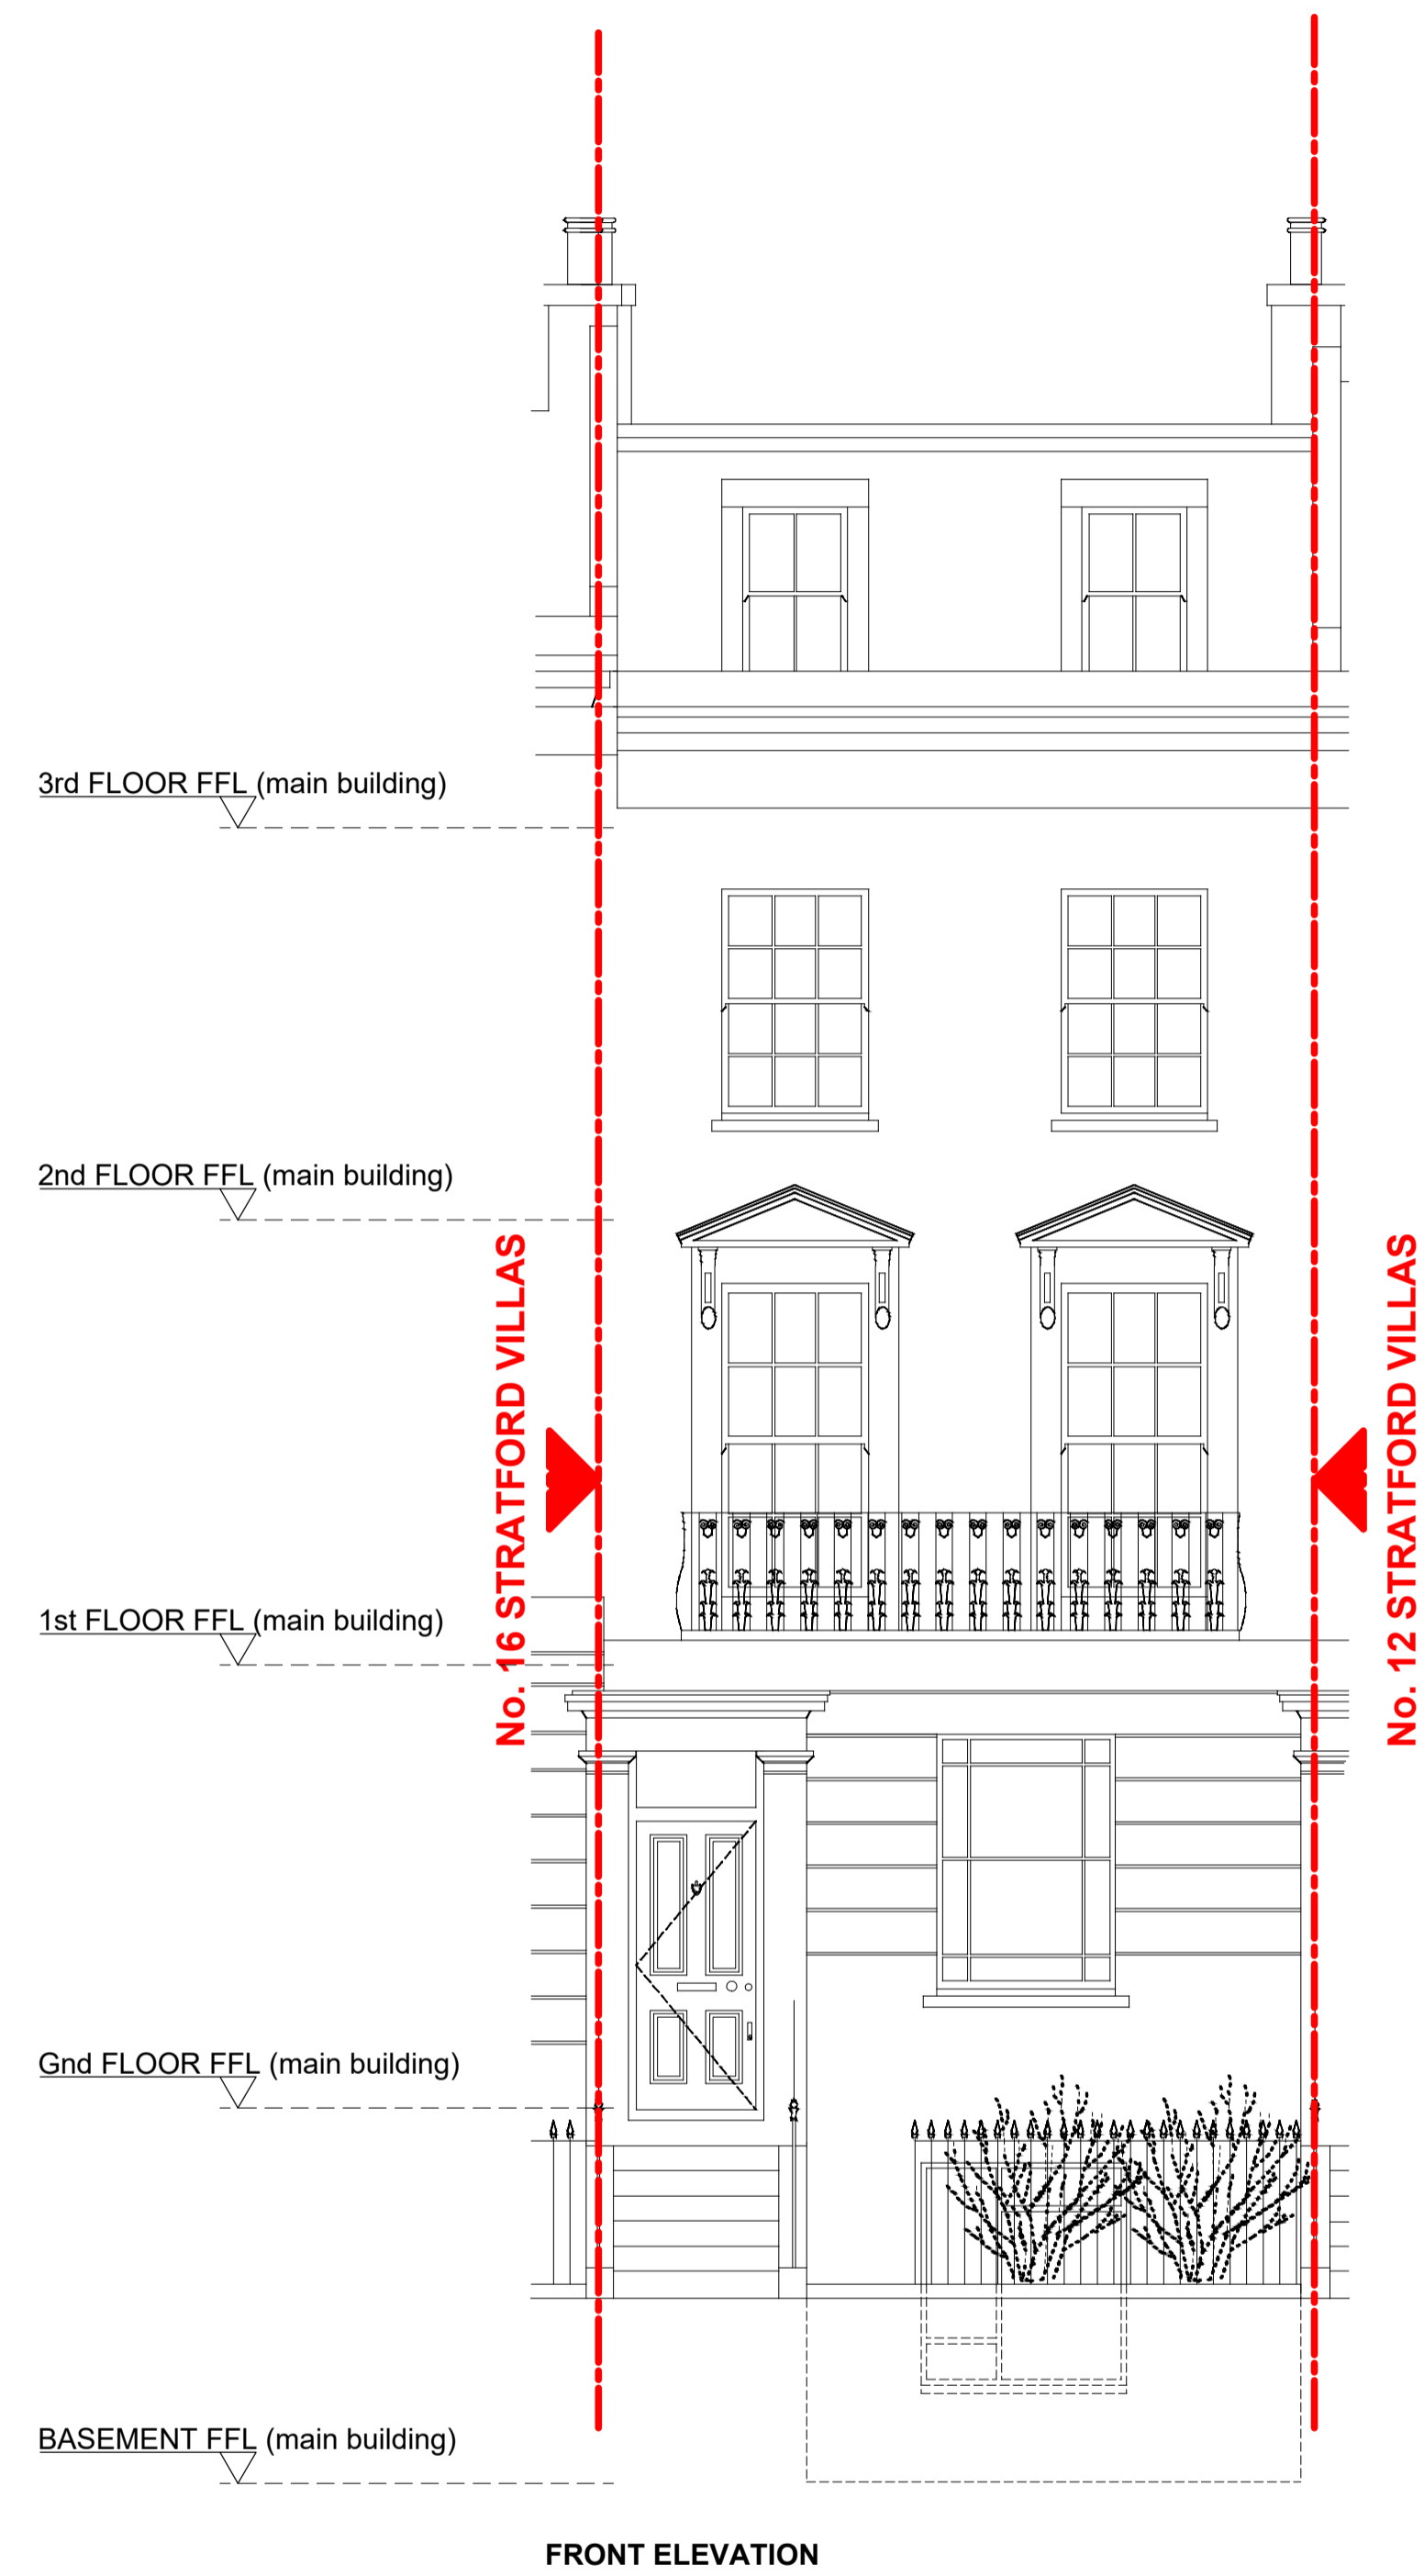 3rd FLOOR FFL (main building)
2nd FLOOR FFL (main building)
No. 16 STRATFORD VILLAS
No. 12 STRATFORD VILLAS
1st FLOOR FFL (main building)
Gnd FLOOR FFL (main building)
BASEMENT FFL (main building)
FRONT ELEVATION